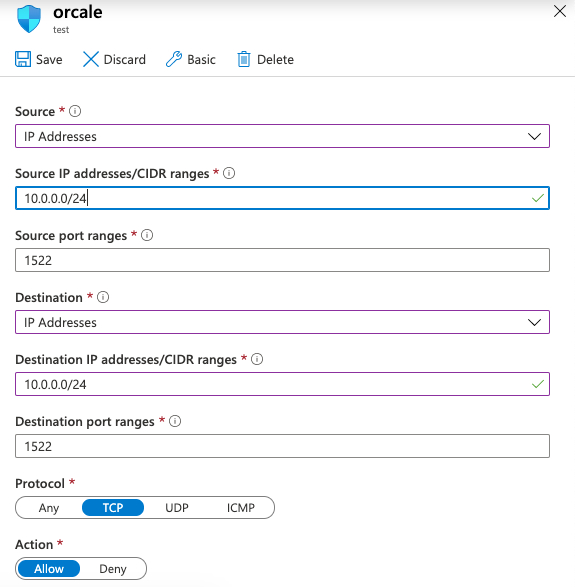 orcale
test
Save Discard Basic Delete
Source *
IP Addresses
Source IP addresses/CIDR ranges *
10.0.0.0/24
Source port ranges *
1522
Destination *
IP Addresses
Destination IP addresses/CIDR ranges *
10.0.0.0/24
Destination port ranges *
1522
Protocol *
Any TCP UDP ICMP
Action *
Allow Deny